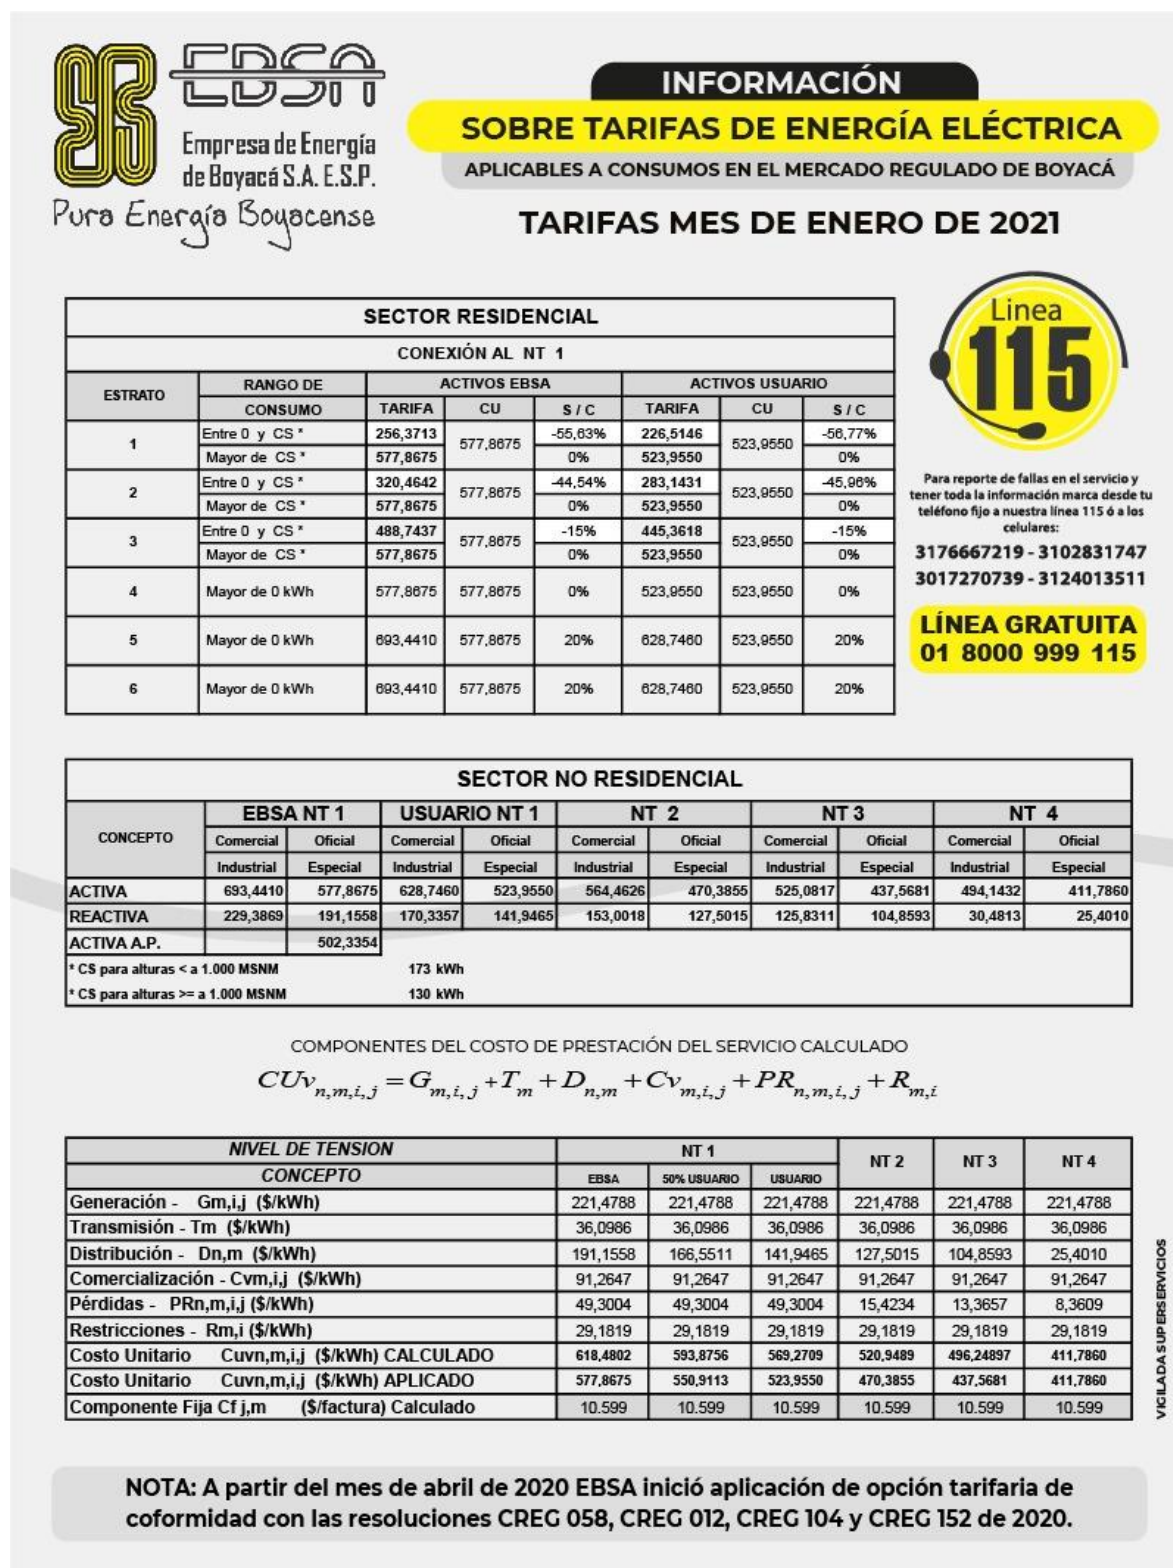 EBSA
Empresa de Energía
de Boyacá S.A. E.S.P.
Pura Energía Boyacense
INFORMACIÓN
SOBRE TARIFAS DE ENERGÍA ELÉCTRICA
APLICABLES A CONSUMOS EN EL MERCADO REGULADO DE BOYACÁ
TARIFAS MES DE ENERO DE 2021
SECTOR RESIDENCIAL
CONEXIÓN AL NT 1
ESTRATO RANGO DE CONSUMO ACTIVOS EBSA ACTIVOS USUARIO
TARIFA CU S / C TARIFA CU S / C
1 Entre 0 y CS * 256,3713 577,8675 -55,63% 226,5146 523,9550 -56,77%
Mayor de CS * 577,8675 0% 523,9550 0%
2 Entre 0 y CS * 320,4642 577,8675 -44,54% 283,1431 523,9550 -45,96%
Mayor de CS * 577,8675 0% 523,9550 0%
3 Entre 0 y CS * 488,7437 577,8675 -15% 445,3618 523,9550 -15%
Mayor de CS * 577,8675 0% 523,9550 0%
4 Mayor de 0 kWh 577,8675 577,8675 0% 523,9550 523,9550 0%
5 Mayor de 0 kWh 693,4410 577,8675 20% 628,7460 523,9550 20%
6 Mayor de 0 kWh 693,4410 577,8675 20% 628,7460 523,9550 20%
Linea
115
Para reporte de fallas en el servicio y
tener toda la información marca desde tu
teléfono fijo a nuestra línea 115 ó a los
celulares:
3176667219 - 3102831747
3017270739 - 3124013511
LÍNEA GRATUITA
01 8000 999 115
SECTOR NO RESIDENCIAL
CONCEPTO EBSA NT 1 USUARIO NT 1 NT 2 NT 3 NT 4
Comercial Oficial Comercial Oficial Comercial Oficial Comercial Oficial Comercial Oficial
Industrial Especial Industrial Especial Industrial Especial Industrial Especial Industrial Especial
ACTIVA 693,4410 577,8675 628,7460 523,9550 564,4626 470,3855 525,0817 437,5681 494,1432 411,7860
REACTIVA 229,3869 191,1558 170,3357 141,9465 153,0018 127,5015 125,8311 104,8593 30,4813 25,4010
ACTIVA A.P. 502,3354
* CS para alturas < a 1.000 MSNM 173 kWh
* CS para alturas >= a 1.000 MSNM 130 kWh
COMPONENTES DEL COSTO DE PRESTACIÓN DEL SERVICIO CALCULADO
CUv n,m,i,j = G m,i,j + T m + D n,m + Cv m,i,j + PR n,m,i,j + R m,i
NIVEL DE TENSION NT 1 NT 2 NT 3 NT 4
CONCEPTO EBSA 50% USUARIO USUARIO
Generación - Gm,i,j ($/kWh) 221,4788 221,4788 221,4788 221,4788 221,4788 221,4788
Transmisión - Tm ($/kWh) 36,0986 36,0986 36,0986 36,0986 36,0986 36,0986
Distribución - Dn,m ($/kWh) 191,1558 166,5511 141,9465 127,5015 104,8593 25,4010
Comercialización - Cvm,i,j ($/kWh) 91,2647 91,2647 91,2647 91,2647 91,2647 91,2647
Pérdidas - PRn,m,i,j ($/kWh) 49,3004 49,3004 49,3004 15,4234 13,3657 8,3609
Restricciones - Rm,i ($/kWh) 29,1819 29,1819 29,1819 29,1819 29,1819 29,1819
Costo Unitario Cuvn,m,i,j ($/kWh) CALCULADO 618,4802 593,8756 569,2709 520,9489 496,24897 411,7860
Costo Unitario Cuvn,m,i,j ($/kWh) APLICADO 577,8675 550,9113 523,9550 470,3855 437,5681 411,7860
Componente Fija Cf j,m ($/factura) Calculado 10.599 10.599 10.599 10.599 10.599 10.599
VIGILADA SUPERSERVICIOS
NOTA: A partir del mes de abril de 2020 EBSA inició aplicación de opción tarifaria de
coformidad con las resoluciones CREG 058, CREG 012, CREG 104 y CREG 152 de 2020.